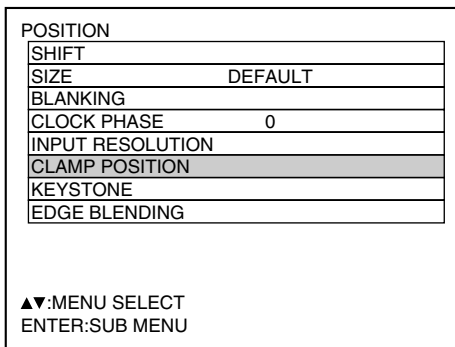 POSITION
SHIFT
SIZE DEFAULT
BLANKING
CLOCK PHASE 0
INPUT RESOLUTION
CLAMP POSITION
KEYSTONE
EDGE BLENDING
▲▼:MENU SELECT
ENTER:SUB MENU